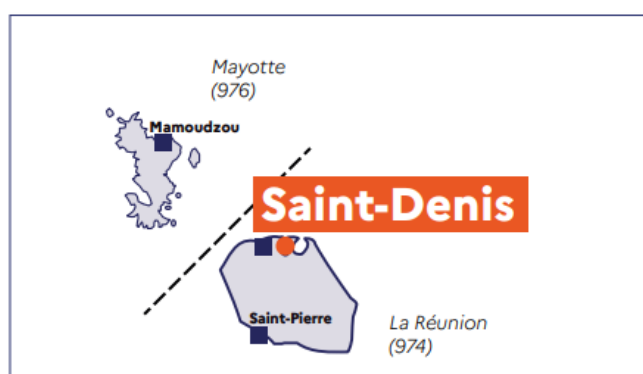 Mayotte
(976)
Mamoudzou
Saint-Denis
Saint-Pierre
La Réunion
(974)